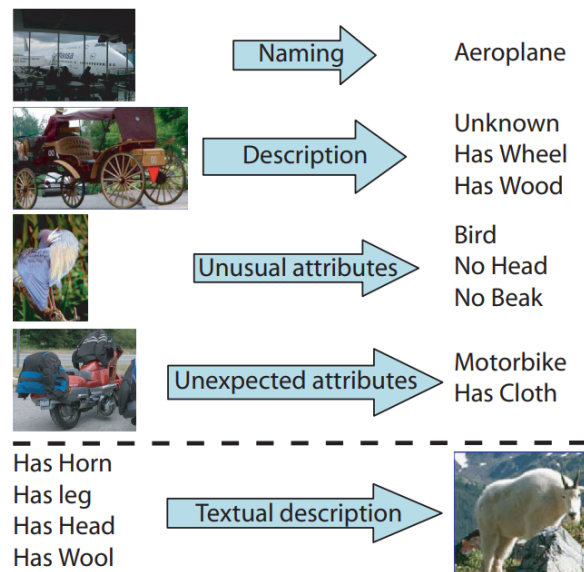 Naming
Aeroplane
Description
Unknown
Has Wheel
Has Wood
Unusual attributes
Bird
No Head
No Beak
Unexpected attributes
Motorbike
Has Cloth
Has Horn
Has leg
Has Head
Has Wool
Textual description